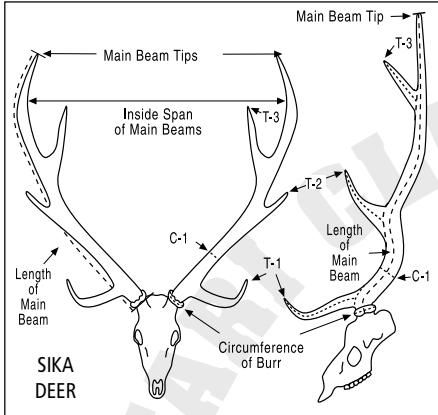 Main Beam Tip
Main Beam Tips
T-3
Inside Span
of Main Beams
T-3
T-2
C-1
Length
of
Main
Beam
Length
of
Main
Beam
T-1
C-1
Circumference
of Burr
SIKA
DEER